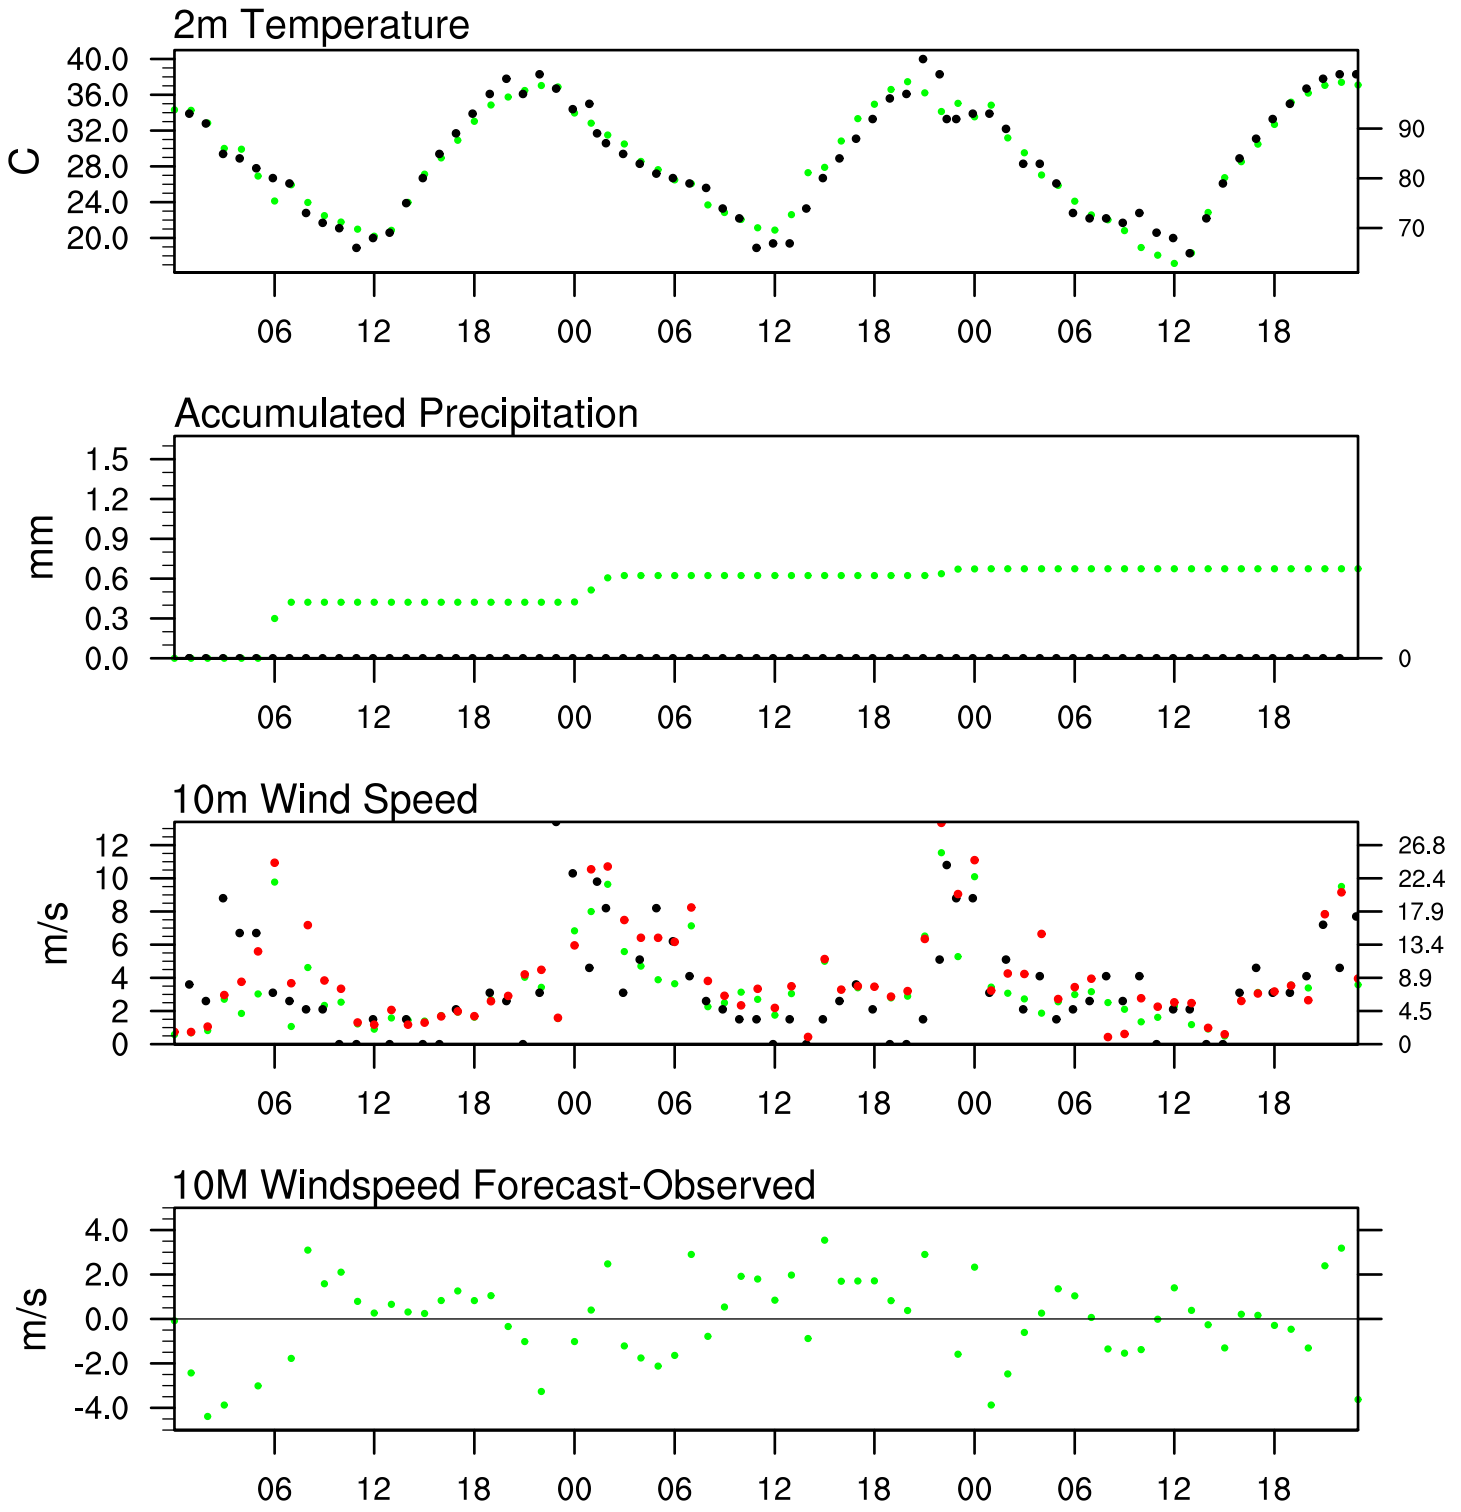 2m Temperature
40.0
36.0
32.0
28.0
24.0
20.0
C
90
80
70
06 12 18 00 06 12 18 00 06 12 18
Accumulated Precipitation
1.5
1.2
0.9
0.6
0.3
0.0
mm
0
06 12 18 00 06 12 18 00 06 12 18
10m Wind Speed
12
10
8
6
4
2
0
m/s
26.8
22.4
17.9
13.4
8.9
4.5
0
06 12 18 00 06 12 18 00 06 12 18
10M Windspeed Forecast-Observed
4.0
2.0
0.0
-2.0
-4.0
m/s
06 12 18 00 06 12 18 00 06 12 18